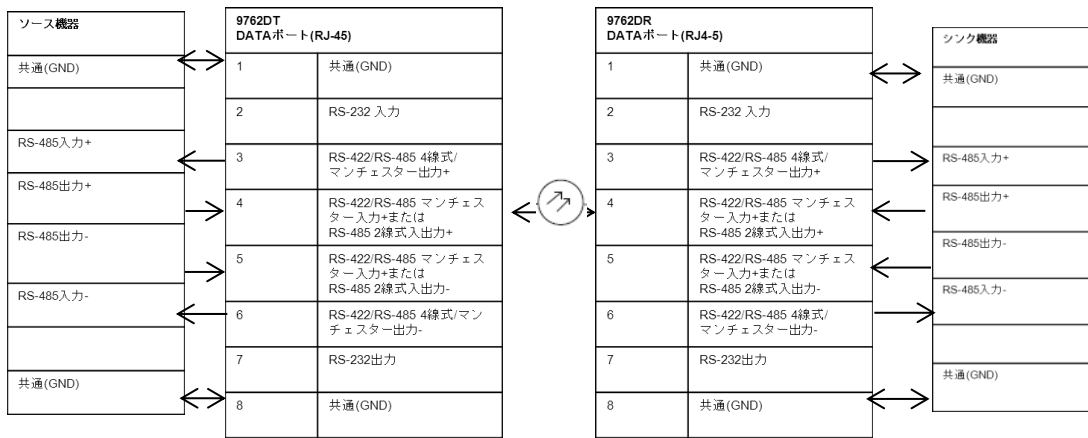 ソース機器
共通(GND)
RS-485入力+
RS-485出力+
RS-485出力-
RS-485入力-
共通(GND)
9762DT
DATAポート(RJ-45)
1 共通(GND)
2 RS-232 入力
3 RS-422/RS-485 4線式/
マンチェスター出力+
4 RS-422/RS-485 マンチェス
ター入力+または
RS-485 2線式入出力+
5 RS-422/RS-485 マンチェス
ター入力+または
RS-485 2線式入出力-
6 RS-422/RS-485 4線式/マン
チェスター出力-
7 RS-232出力
8 共通(GND)
9762DR
DATAポート(RJ4-5)
1 共通(GND)
2 RS-232 入力
3 RS-422/RS-485 4線式/
マンチェスター出力+
4 RS-422/RS-485 マンチェス
ター入力+または
RS-485 2線式入出力+
5 RS-422/RS-485 マンチェス
ター入力+または
RS-485 2線式入出力-
6 RS-422/RS-485 4線式/
マンチェスター出力-
7 RS-232出力
8 共通(GND)
シンク機器
共通(GND)
RS-485入力+
RS-485出力+
RS-485出力-
RS-485入力-
共通(GND)